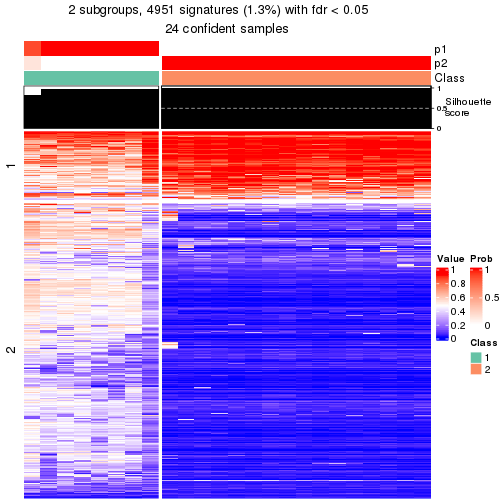 2 subgroups, 4951 signatures (1.3%) with fdr < 0.05
24 confident samples
p1
p2
Class
1
0.5
0
Silhouette
score
1
2
Value
1
0.8
0.6
0.4
0.2
0
Prob
1
0.5
0
Class
1
2